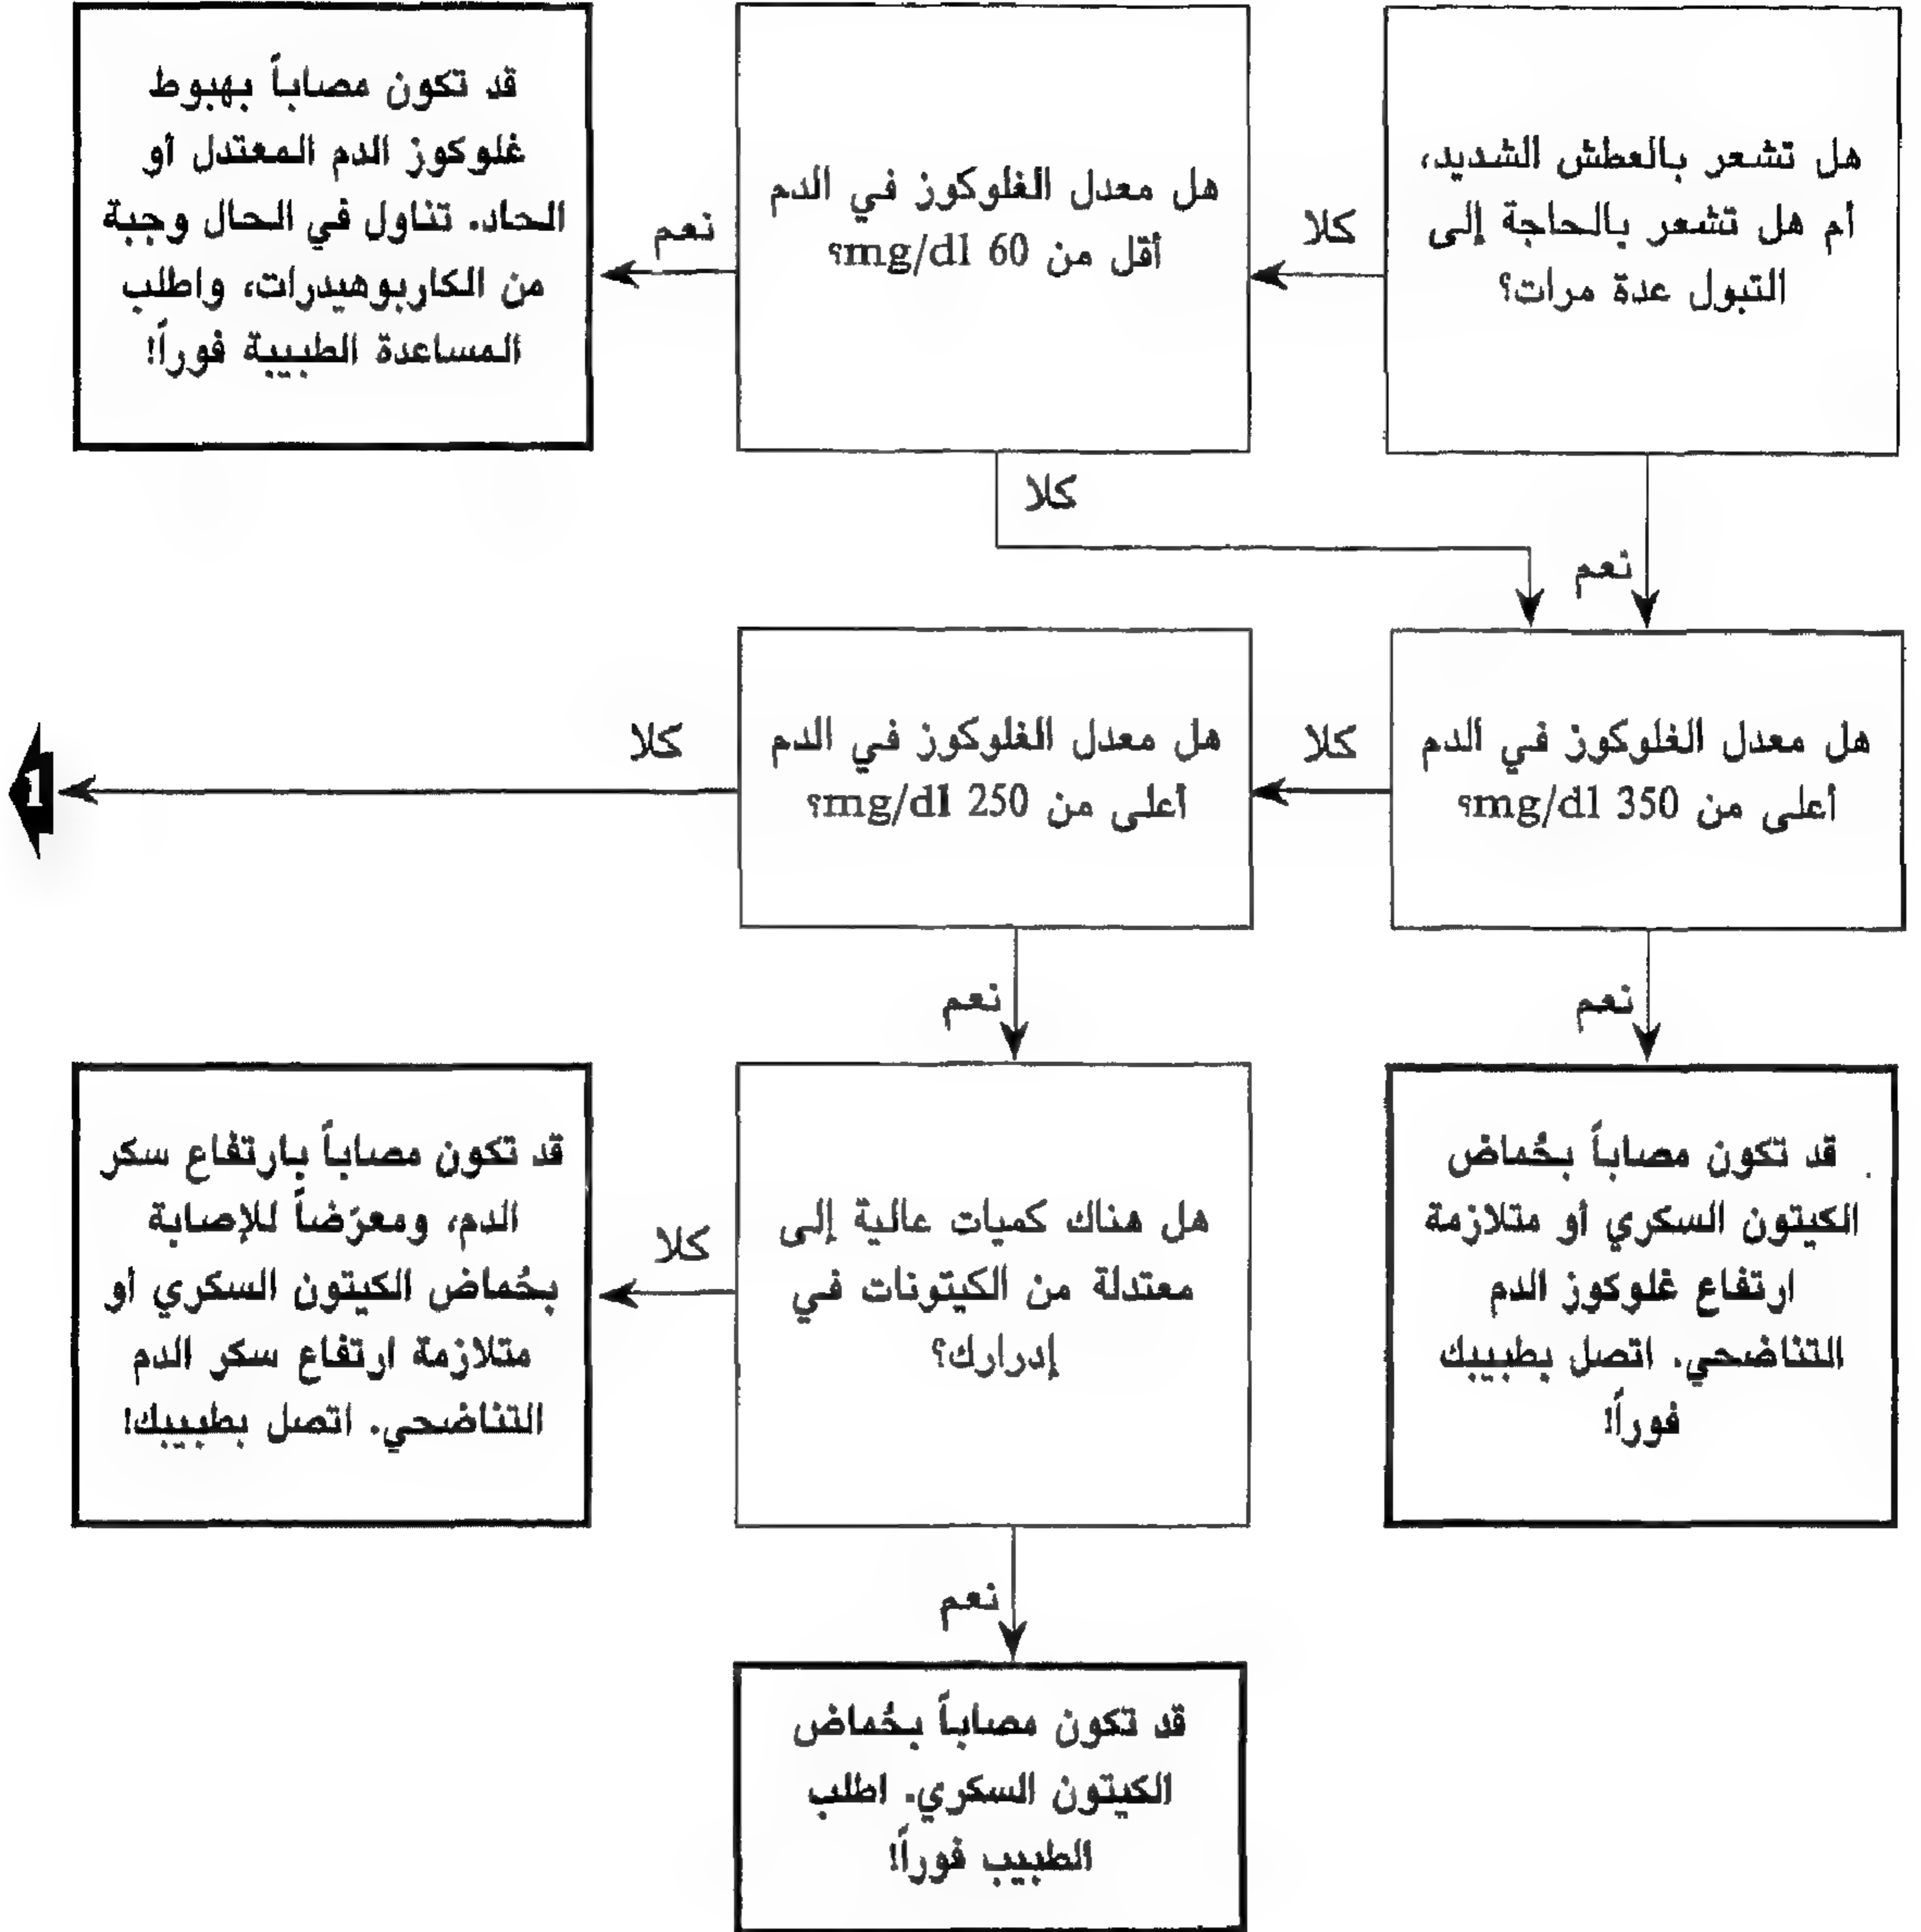 هل تشعر بالعطش الشديد،
أم هل تشعر بالحاجة إلى
التبول عدة مرات؟
كلا
هل معدل الغلوكوز في الدم
أقل من 60 mg/dl؟
نعم
قد تكون مصاباً بهبوط
غلوكوز الدم المعتدل أو
الحاد. تناول في الحال وجبة
من الكاربوهيدرات، واطلب
المساعدة الطبيبة فوراً!
كلا
نعم
هل معدل الغلوكوز في الدم
أعلى من 350 mg/dl؟
كلا
هل معدل الغلوكوز في الدم
أعلى من 250 mg/dl؟
كلا
1
نعم
نعم
قد تكون مصاباً بحُماض
الكيتون السكري أو متلازمة
ارتفاع غلوكوز الدم
التناضحي. اتصل بطبيبك
فوراً!
هل هناك كميات عالية إلى
معتدلة من الكيتونات في
إدرارك؟
كلا
قد تكون مصاباً بارتفاع سكر
الدم، ومعرّضاً للإصابة
بحُماض الكيتون السكري أو
متلازمة ارتفاع سكر الدم
التناضحي. اتصل بطبيبك!
نعم
قد تكون مصاباً بحُماض
الكيتون السكري. اطلب
الطبيب فوراً!